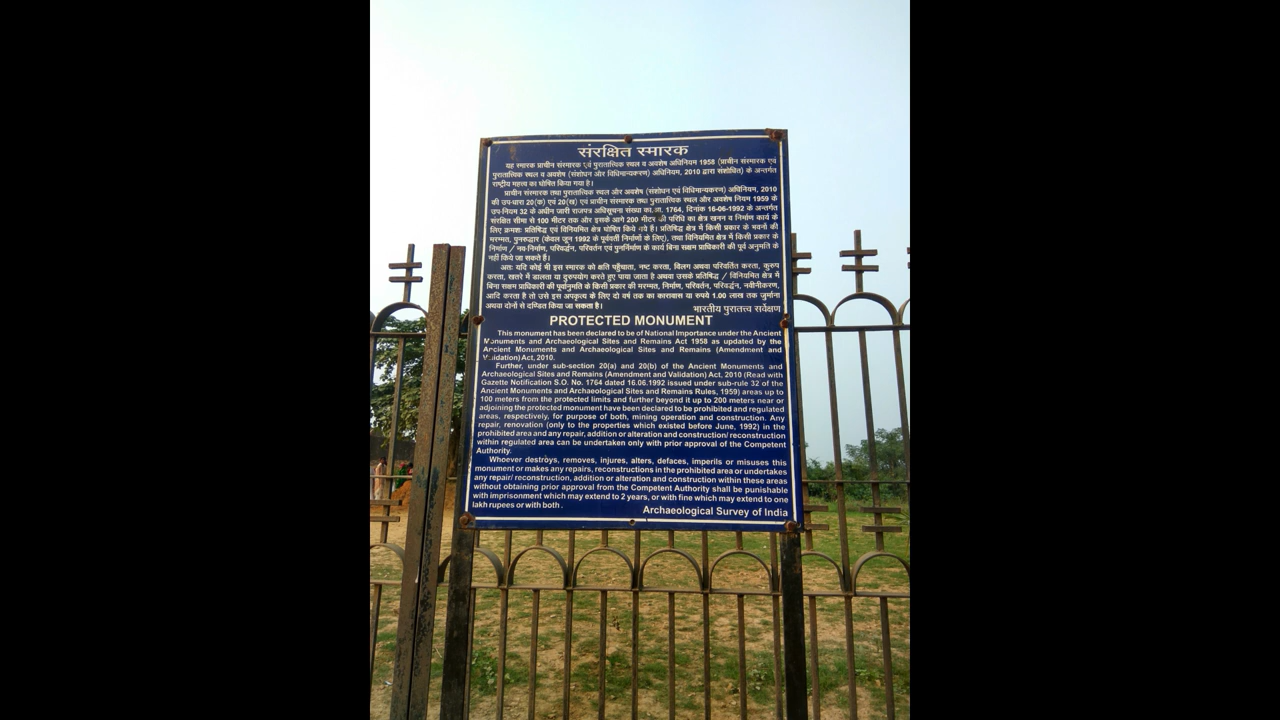 संरक्षित स्मारक
यह स्मारक प्राचीन संस्मारक एवं पुरातात्विक स्थल व अवशेष अधिनियम 1958 (प्राचीन संस्मारक एवं
पुरातात्विक स्थल व अवशेष (संशोधन और विधिमान्यकरण) अधिनियम, 2010 द्वारा संशोधित) के अन्तर्गत
राष्ट्रीय महत्व का घोषित किया गया है।
प्राचीन संस्मारक तथा पुरातात्विक स्थल और अवशेष (संशोधन एवं विधिमान्यकरण) अधिनियम, 2010
की उप-धारा 20(क) एवं 20(ख) एवं प्राचीन संस्मारक तथा पुरातात्विक स्थल और अवशेष नियम 1959 के
उप-नियम 32 के अधीन जारी राजपत्र अधिसूचना संख्या का.आ. 1764, दिनांक 16-06-1992 के अन्तर्गत
संरक्षित सीमा से 100 मीटर तक और इसके आगे 200 मीटर की परिधि का क्षेत्र खनन व निर्माण कार्य के
लिए क्रमशः प्रतिषिद्ध एवं विनियमित क्षेत्र घोषित किये गये हैं। प्रतिषिद्ध क्षेत्र में किसी प्रकार के भवनों की
मरम्मत, पुनरूद्धार (केवल जून 1992 के पूर्ववर्ती निर्माणों के लिए), तथा विनियमित क्षेत्र में किसी प्रकार के
निर्माण / नव-निर्माण, परिवर्द्धन, परिवर्तन एवं पुनर्निर्माण के कार्य बिना सक्षम प्राधिकारी की पूर्व अनुमति के
नहीं किये जा सकते हैं।
अतः यदि कोई भी इस स्मारक को क्षति पहुँचाता, नष्ट करता, विलग अथवा परिवर्तित करता, कुरुप
करता, खतरे में डालता या दुरुपयोग करते हुए पाया जाता है अथवा उसके प्रतिषिद्ध / विनियमित क्षेत्र में
बिना सक्षम प्राधिकारी की पूर्वानुमति के किसी प्रकार की मरम्मत, निर्माण, परिवर्तन, परिवर्द्धन, नवीनीकरण,
आदि करता है तो उसे इस अपकृत्य के लिए दो वर्ष तक का कारावास या रुपये 1.00 लाख तक जुर्माना
अथवा दोनों से दण्डित किया जा सकता है।
भारतीय पुरातत्त्व सर्वेक्षण
PROTECTED MONUMENT
This monument has been declared to be of National Importance under the Ancient
Monuments and Archaeological Sites and Remains Act 1958 as updated by the
Ancient Monuments and Archaeological Sites and Remains (Amendment and
Validation) Act, 2010.
Further, under sub-section 20(a) and 20(b) of the Ancient Monuments and
Archaeological Sites and Remains (Amendment and Validation) Act, 2010 (Read with
Gazette Notification S.O. No. 1764 dated 16.06.1992 issued under sub-rule 32 of the
Ancient Monuments and Archaeological Sites and Remains Rules, 1959) areas up to
100 meters from the protected limits and further beyond it up to 200 meters near or
adjoining the protected monument have been declared to be prohibited and regulated
areas, respectively, for purpose of both, mining operation and construction. Any
repair, renovation (only to the properties which existed before June, 1992) in the
prohibited area and any repair, addition or alteration and construction/ reconstruction
within regulated area can be undertaken only with prior approval of the Competent
Authority.
Whoever destroys, removes, injures, alters, defaces, imperils or misuses this
monument or makes any repairs, reconstructions in the prohibited area or undertakes
any repair/ reconstruction, addition or alteration and construction within these areas
without obtaining prior approval from the Competent Authority shall be punishable
with imprisonment which may extend to 2 years, or with fine which may extend to one
lakh rupees or with both .
Archaeological Survey of India